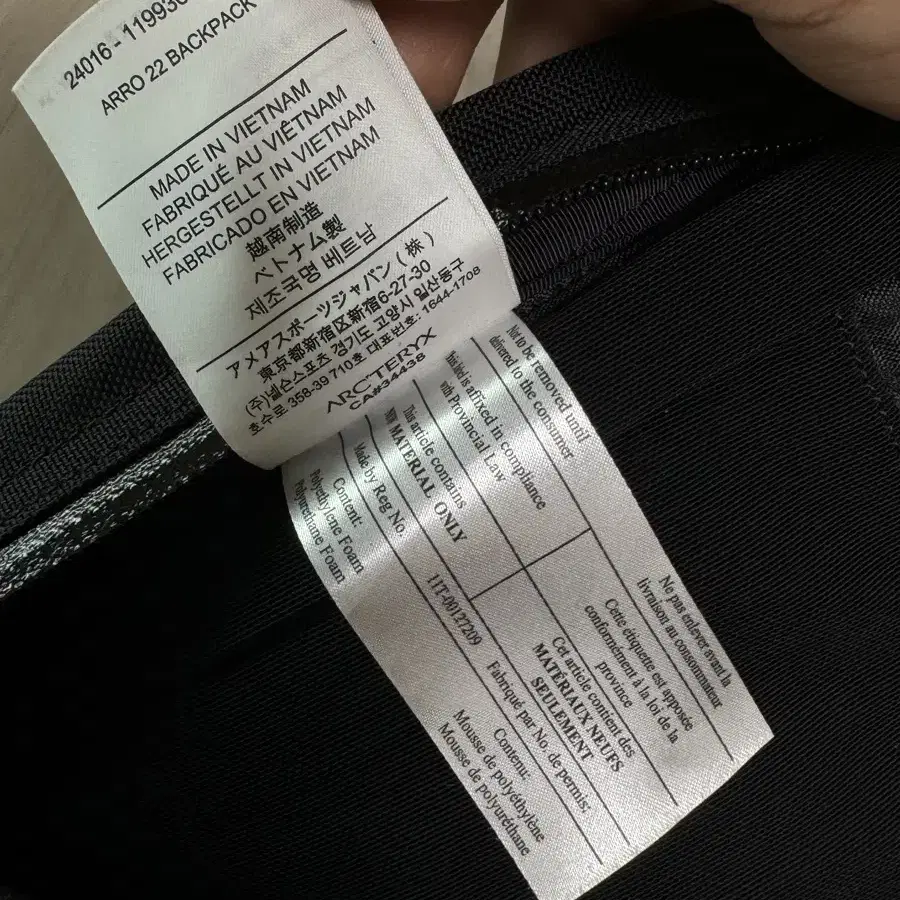 24016 - 119936
ARRO 22 BACKPACK
MADE IN VIETNAM
FABRIQUÉ AU VIÊTNAM
HERGESTELLT IN VIETNAM
FABRICADO EN VIETNAM
越南制造
ベトナム製
제조국명 베트남
アメアスポーツジャパン(株)
東京都新宿区新宿6-27-30
(주)넬슨스포츠 경기도 고양시 일산동구
호수로 358-39 710호 대표번호: 1644-1708
ARC'TERYX
CA#34438
Not to be removed until
delivered to the consumer
This label is affixed in compliance
with Provincial Law
This article contains
NEW MATERIAL ONLY
Made by Reg No.
11T-00127209
Content:
Polyethylene Foam
Polyurethane Foam
Ne pas enlever avant la
livraison au consommateur
Cette étiquette est apposée
conformément à la loi de la
province
Cet article contient des
MATÉRIAUX NEUFS
SEULEMENT
Fabriqué par No. de permis:
Contenu:
Mousse de polyéthylène
Mousse de polyuréthane